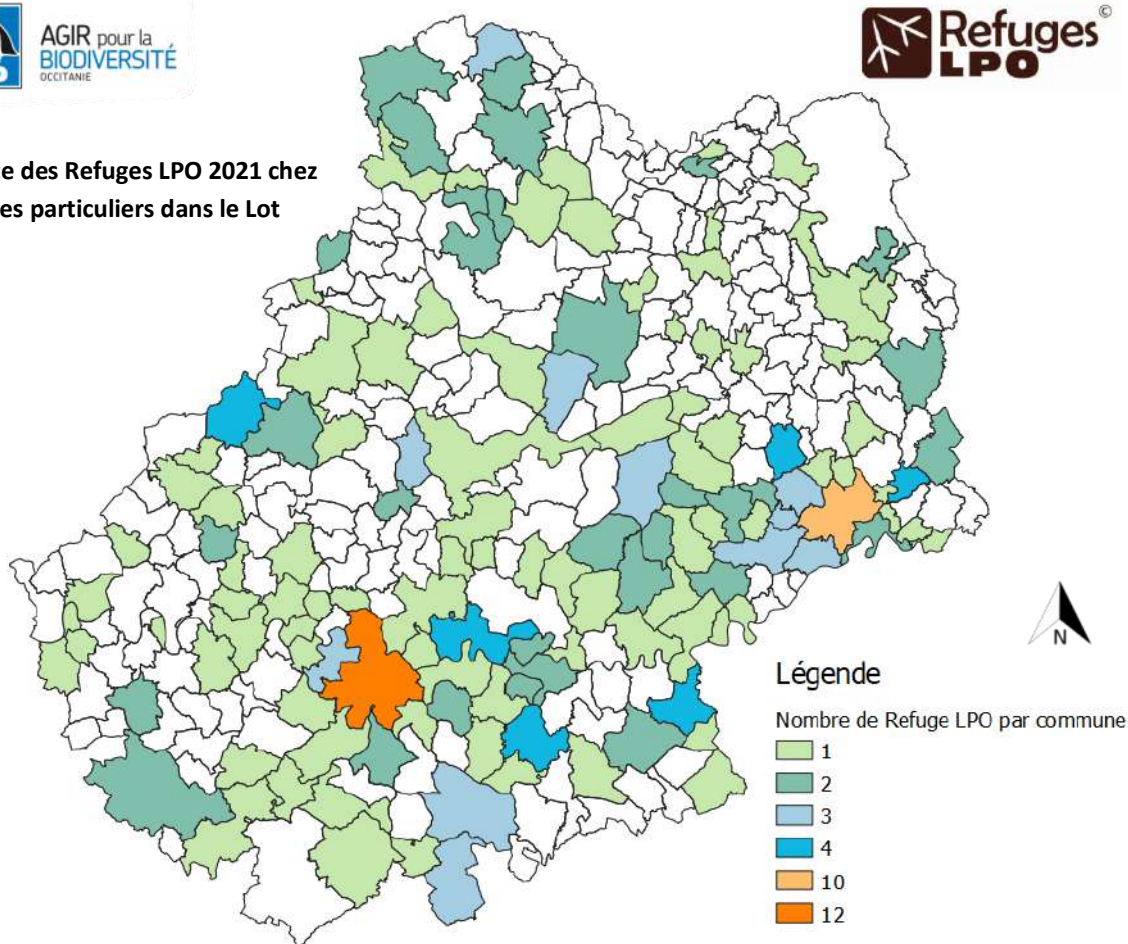 AGIR pour la
BIODIVERSITÉ
OCCITANIE
Refuges©
LPO
des Refuges LPO 2021 chez
particuliers dans le Lot
N
Légende
Nombre de Refuge LPO par commune
1
2
3
4
10
12